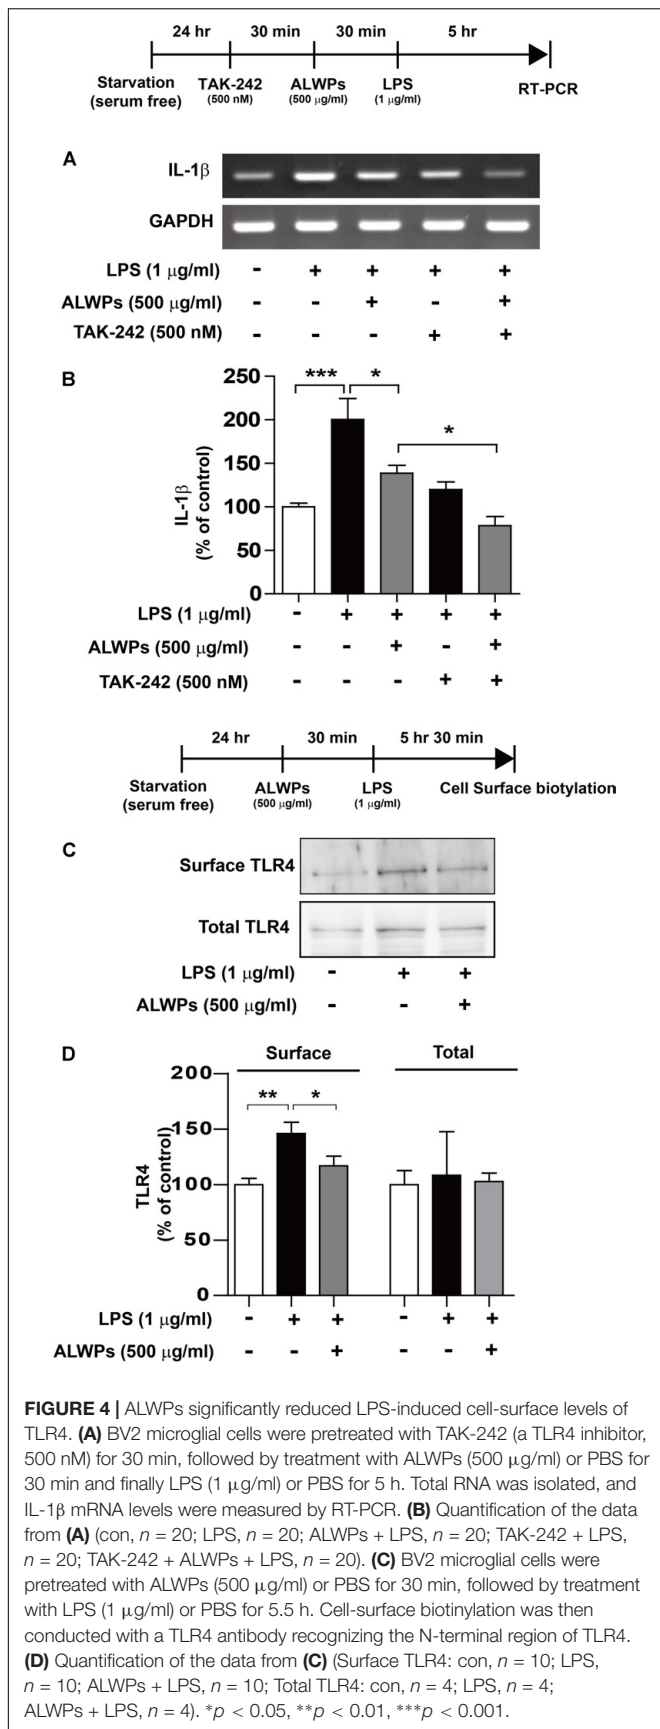 24 hr 30 min 30 min 5 hr
Starvation (serum free) TAK-242 (500 nM) ALWPs (500 μg/ml) LPS (1 μg/ml) RT-PCR
A
IL-1β
GAPDH
LPS (1 μg/ml) - + + + +
ALWPs (500 μg/ml) - - + - +
TAK-242 (500 nM) - - - + +
B
IL-1β
(% of control)
250
200
150
100
50
0
*** * *
LPS (1 μg/ml) - + + + +
ALWPs (500 μg/ml) - - + - +
TAK-242 (500 nM) - - - + +
24 hr 30 min 5 hr 30 min
Starvation (serum free) ALWPs (500 μg/ml) LPS (1 μg/ml) Cell Surface biotylation
C
Surface TLR4
Total TLR4
LPS (1 μg/ml) - + +
ALWPs (500 μg/ml) - - +
D
Surface Total
TLR4
(% of control)
200
150
100
50
0
** *
LPS (1 μg/ml) - + + - + +
ALWPs (500 μg/ml) - - + - - +
FIGURE 4 | ALWPs significantly reduced LPS-induced cell-surface levels of
TLR4. (A) BV2 microglial cells were pretreated with TAK-242 (a TLR4 inhibitor,
500 nM) for 30 min, followed by treatment with ALWPs (500 μg/ml) or PBS for
30 min and finally LPS (1 μg/ml) or PBS for 5 h. Total RNA was isolated, and
IL-1β mRNA levels were measured by RT-PCR. (B) Quantification of the data
from (A) (con, n = 20; LPS, n = 20; ALWPs + LPS, n = 20; TAK-242 + LPS,
n = 20; TAK-242 + ALWPs + LPS, n = 20). (C) BV2 microglial cells were
pretreated with ALWPs (500 μg/ml) or PBS for 30 min, followed by treatment
with LPS (1 μg/ml) or PBS for 5.5 h. Cell-surface biotinylation was then
conducted with a TLR4 antibody recognizing the N-terminal region of TLR4.
(D) Quantification of the data from (C) (Surface TLR4: con, n = 10; LPS,
n = 10; ALWPs + LPS, n = 10; Total TLR4: con, n = 4; LPS, n = 4;
ALWPs + LPS, n = 4). *p < 0.05, **p < 0.01, ***p < 0.001.